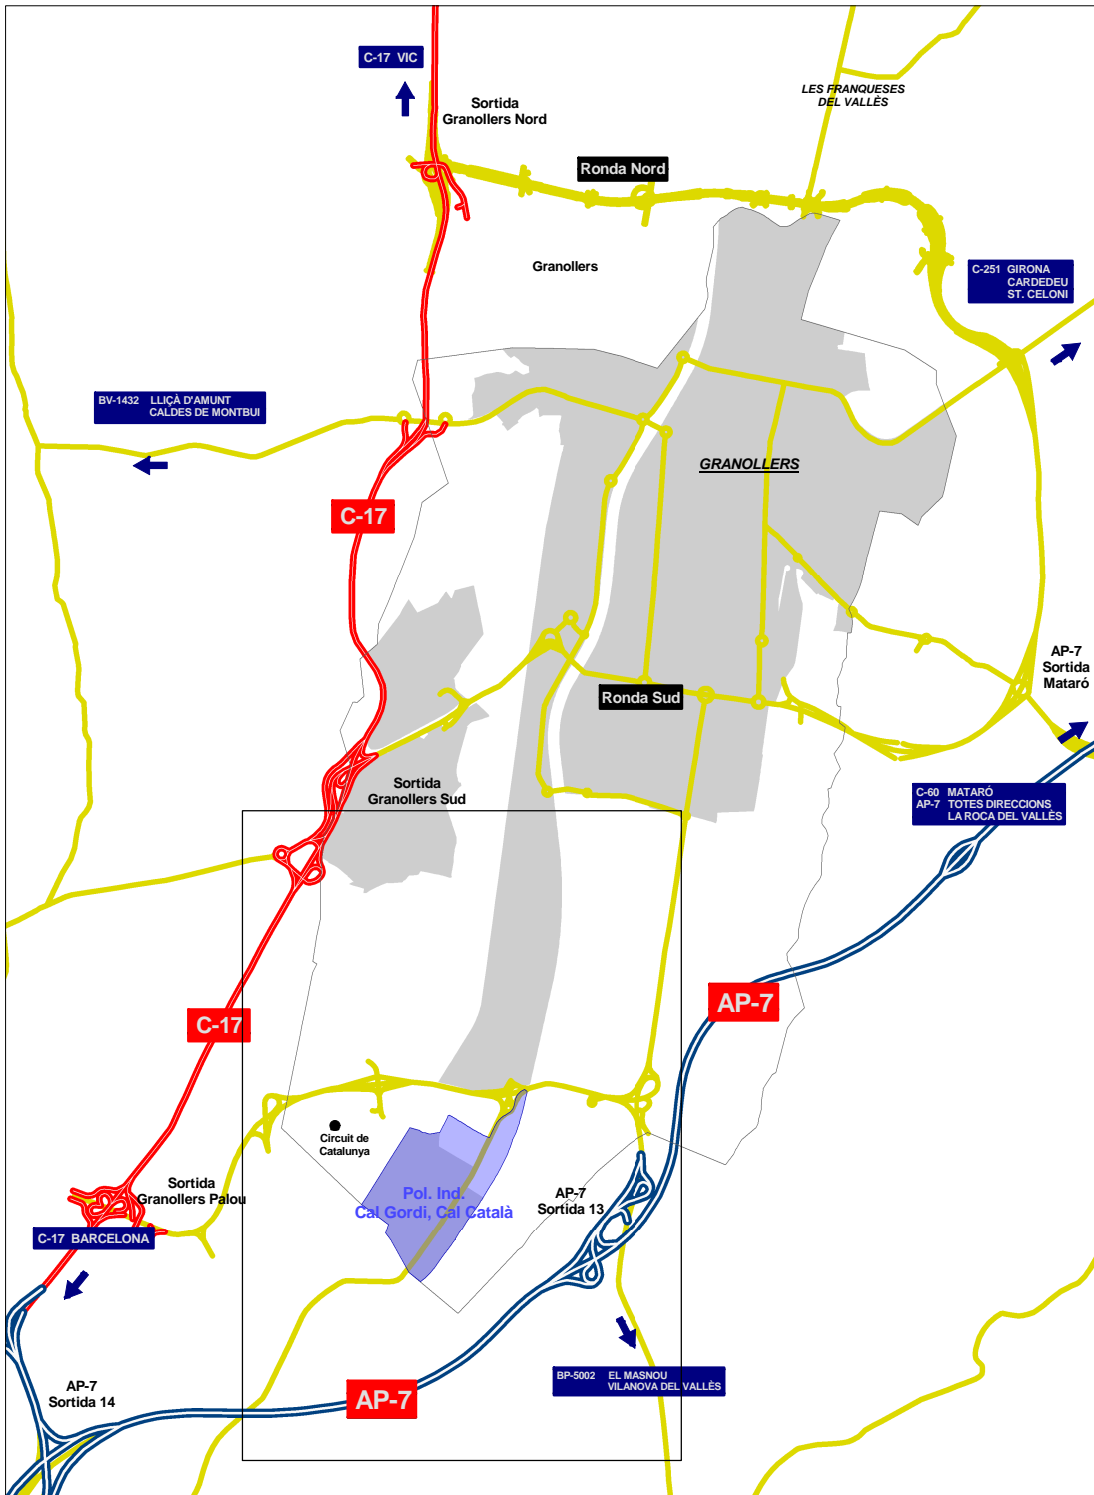 C-17 VIC
Sortida
Granollers Nord
LES FRANQUESES
DEL VALLÈS
Ronda Nord
Granollers
C-251 GIRONA
CARDEDEU
ST. CELONI
BV-1432 LLIÇÀ D'AMUNT
CALDES DE MONTBUI
GRANOLLERS
C-17
AP-7
Sortida
Mataró
Ronda Sud
Sortida
Granollers Sud
C-60 MATARÓ
AP-7 TOTES DIRECCIONS
LA ROCA DEL VALLÈS
AP-7
C-17
Circuit de
Catalunya
Sortida
Granollers Palou
Pol. Ind.
Cal Gordi, Cal Català
AP-7
Sortida 13
C-17 BARCELONA
BP-5002 EL MASNOU
VILANOVA DEL VALLÈS
AP-7
Sortida 14
AP-7